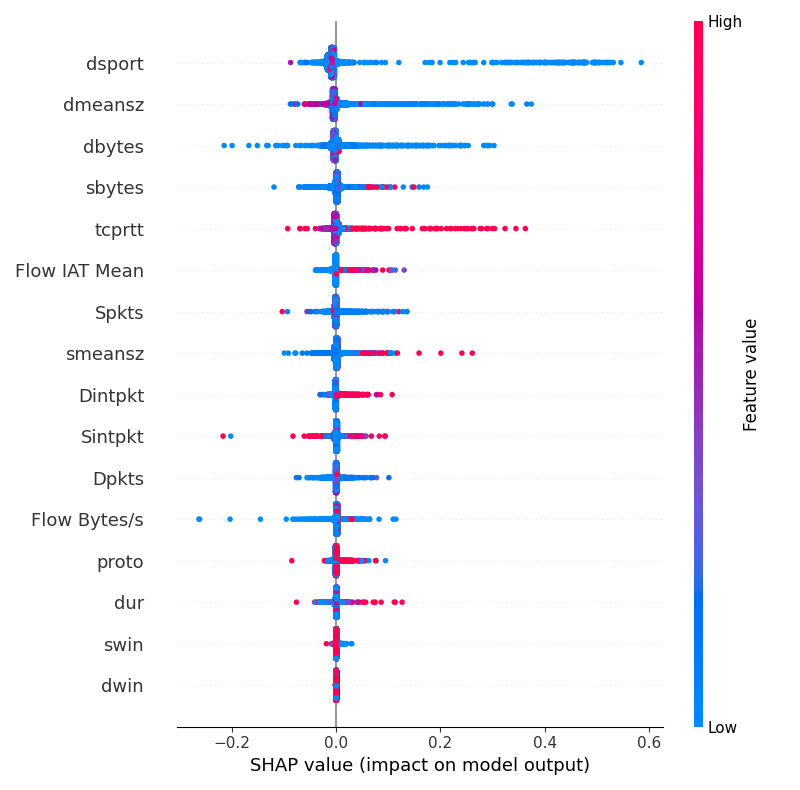 High
dsport
dmeansz
dbytes
sbytes
tcprtt
Flow IAT Mean
Spkts
smeansz
Dintpkt
Sintpkt
Dpkts
Flow Bytes/s
proto
dur
swin
dwin
Feature value
Low
−0.2 0.0 0.2 0.4 0.6
SHAP value (impact on model output)